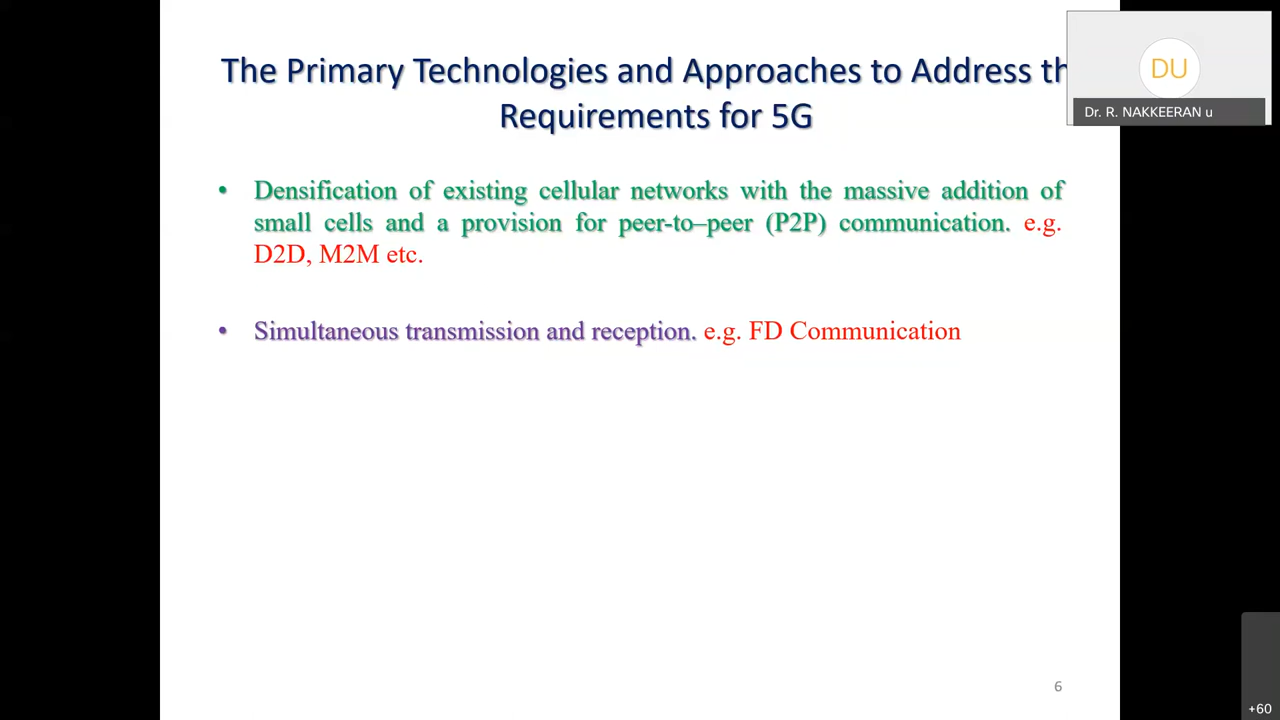 The Primary Technologies and Approaches to Address th
Requirements for 5G
DU
Dr. R. NAKKEERAN u
• Densification of existing cellular networks with the massive addition of
small cells and a provision for peer-to–peer (P2P) communication. e.g.
D2D, M2M etc.
• Simultaneous transmission and reception. e.g. FD Communication
6
+60